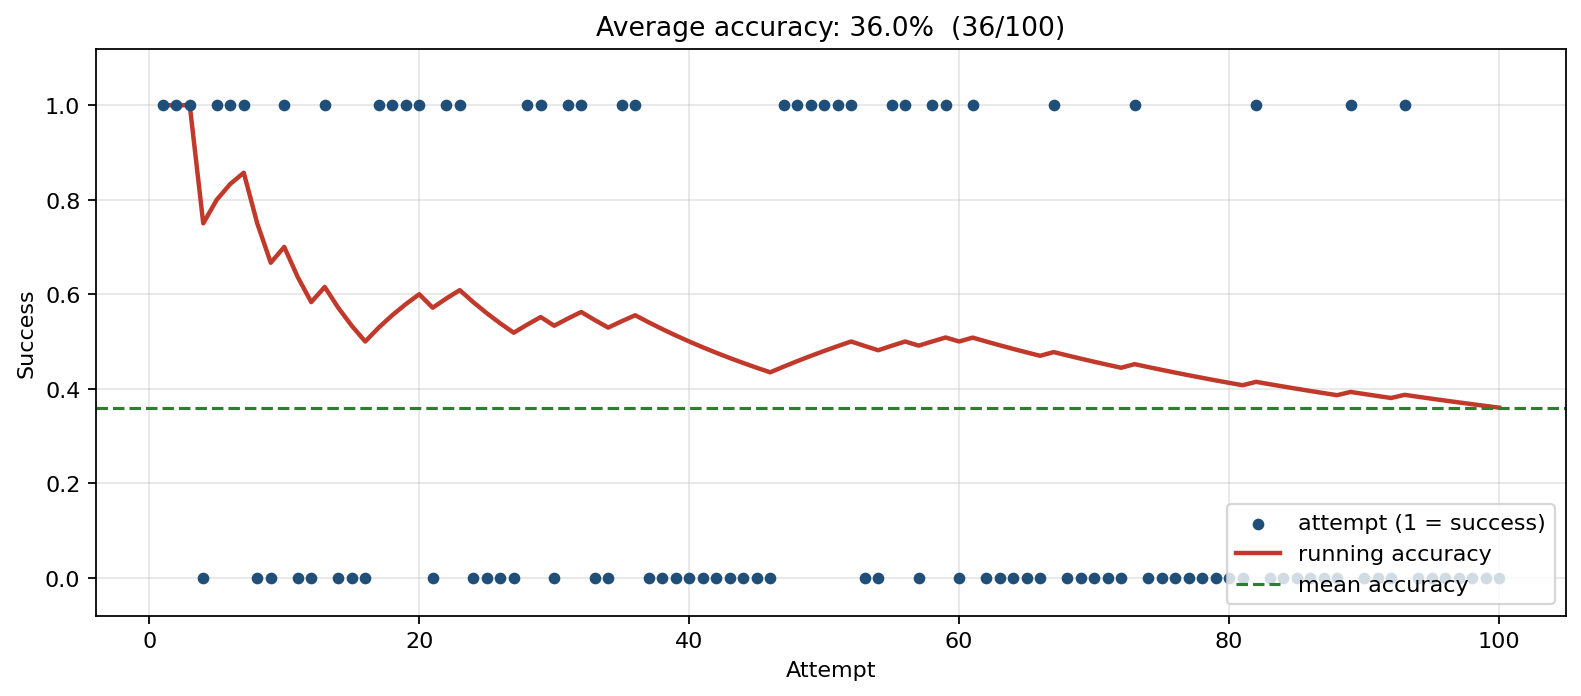 Average accuracy: 36.0%  (36/100)
Success
1.0
0.8
0.6
0.4
0.2
0.0
attempt (1 = success)
running accuracy
mean accuracy
0 20 40 60 80 100
Attempt